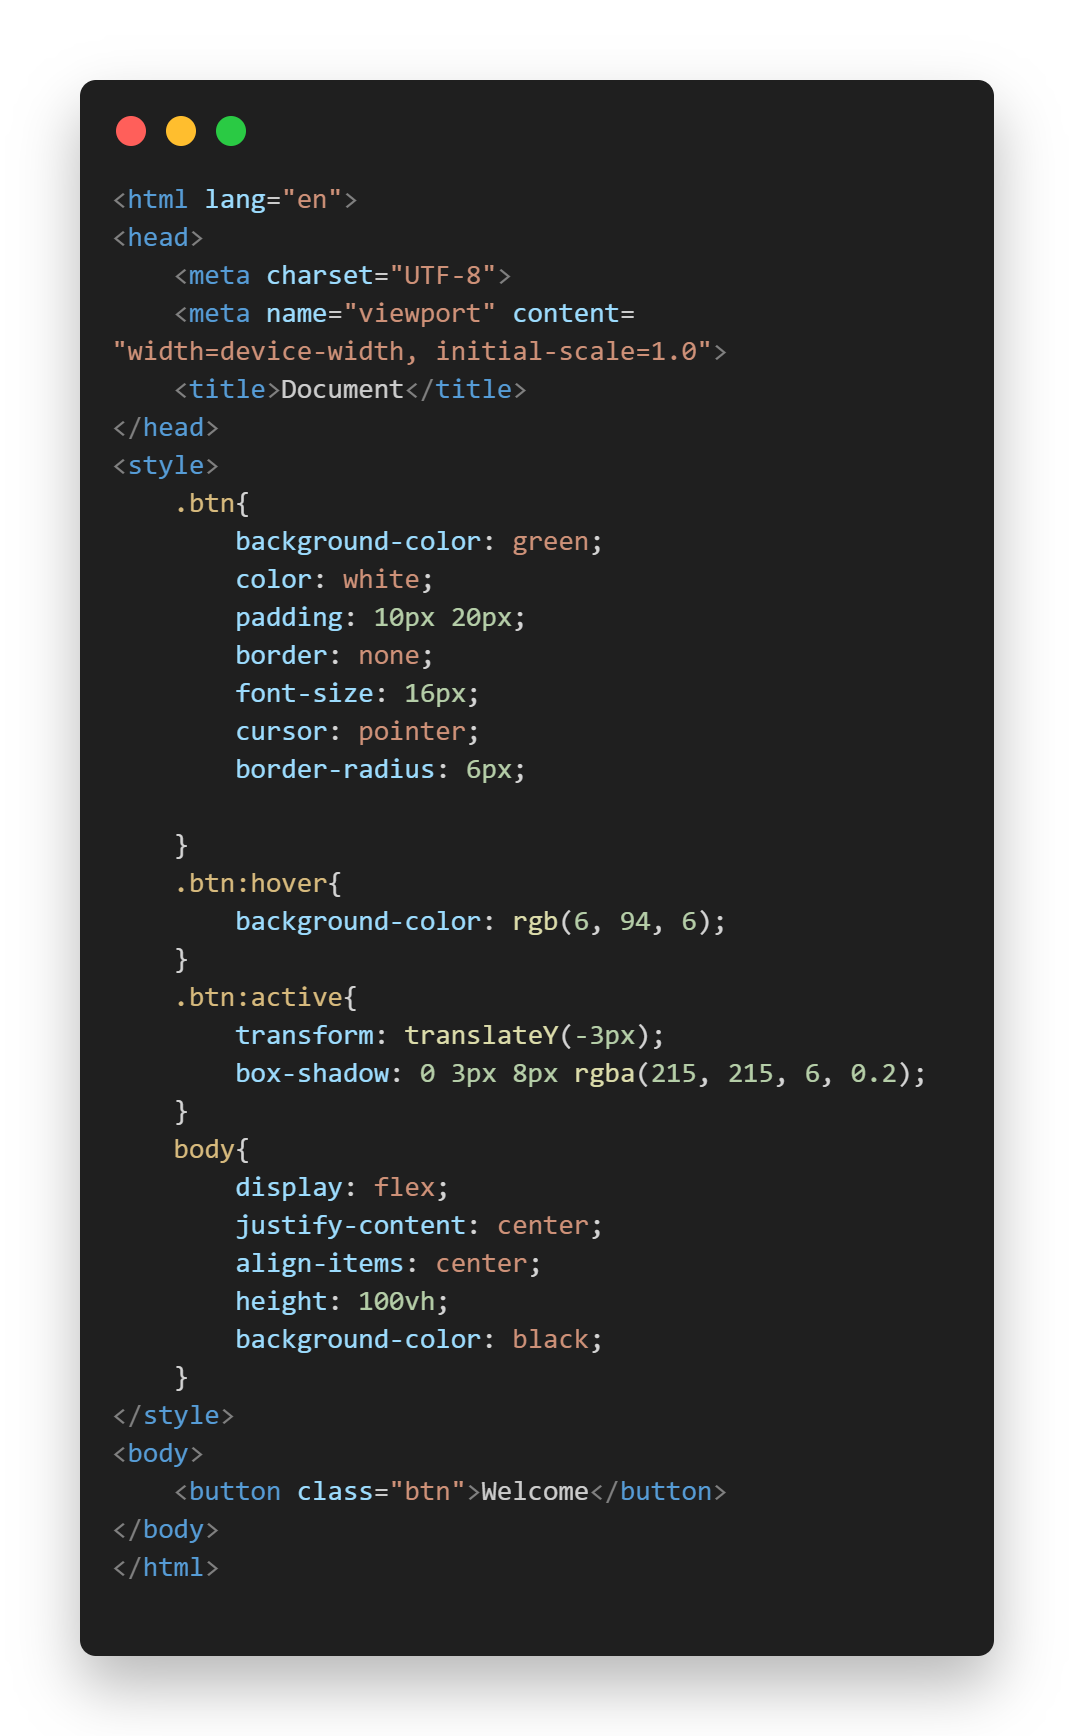 <html lang="en">
<head>
    <meta charset="UTF-8">
    <meta name="viewport" content=
"width=device-width, initial-scale=1.0">
    <title>Document</title>
</head>
<style>
    .btn{
        background-color: green;
        color: white;
        padding: 10px 20px;
        border: none;
        font-size: 16px;
        cursor: pointer;
        border-radius: 6px;

    }
    .btn:hover{
        background-color: rgb(6, 94, 6);
    }
    .btn:active{
        transform: translateY(-3px);
        box-shadow: 0 3px 8px rgba(215, 215, 6, 0.2);
    }
    body{
        display: flex;
        justify-content: center;
        align-items: center;
        height: 100vh;
        background-color: black;
    }
</style>
<body>
    <button class="btn">Welcome</button>
</body>
</html>